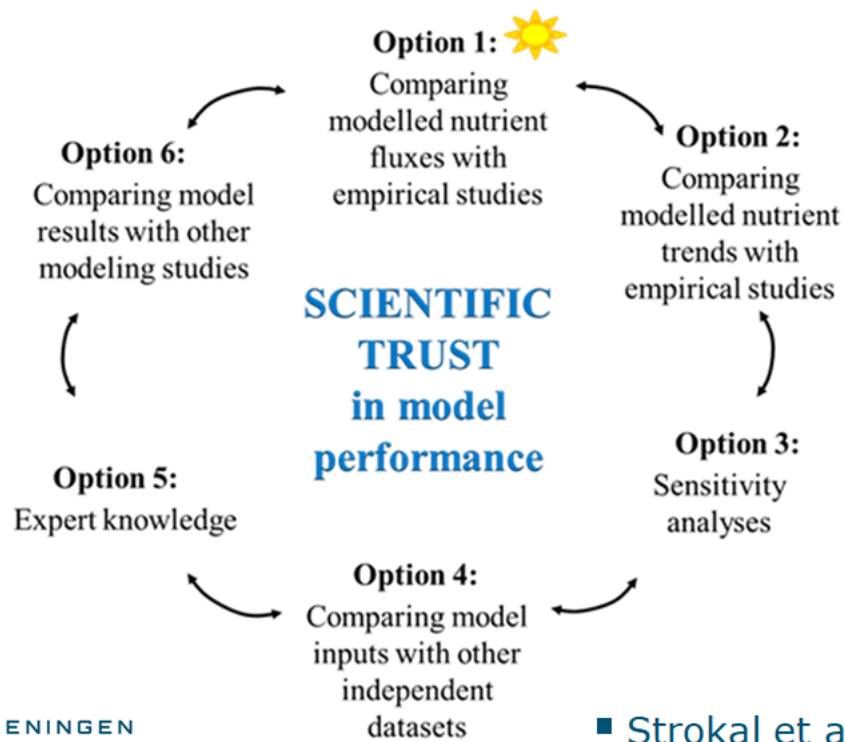 Option 1:
Comparing
modelled nutrient
fluxes with
empirical studies
Option 2:
Comparing
modelled nutrient
trends with
empirical studies
Option 3:
Sensitivity
analyses
Option 4:
Comparing model
inputs with other
independent
datasets
Option 5:
Expert knowledge
Option 6:
Comparing model
results with other
modeling studies
SCIENTIFIC
TRUST
in model
performance
ENINGEN
▪ Strokal et a